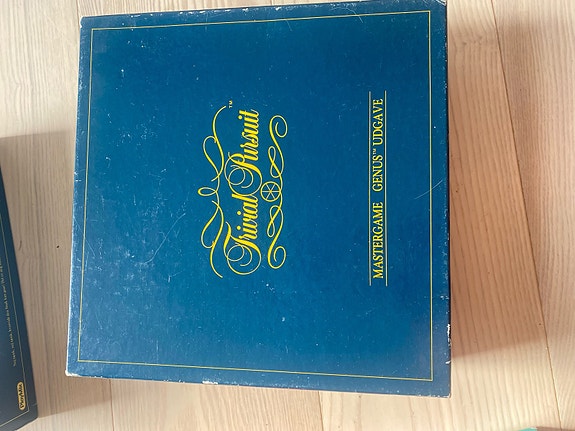 Trivial Pursuit™
MASTERGAME GENUS™ UDGAVE